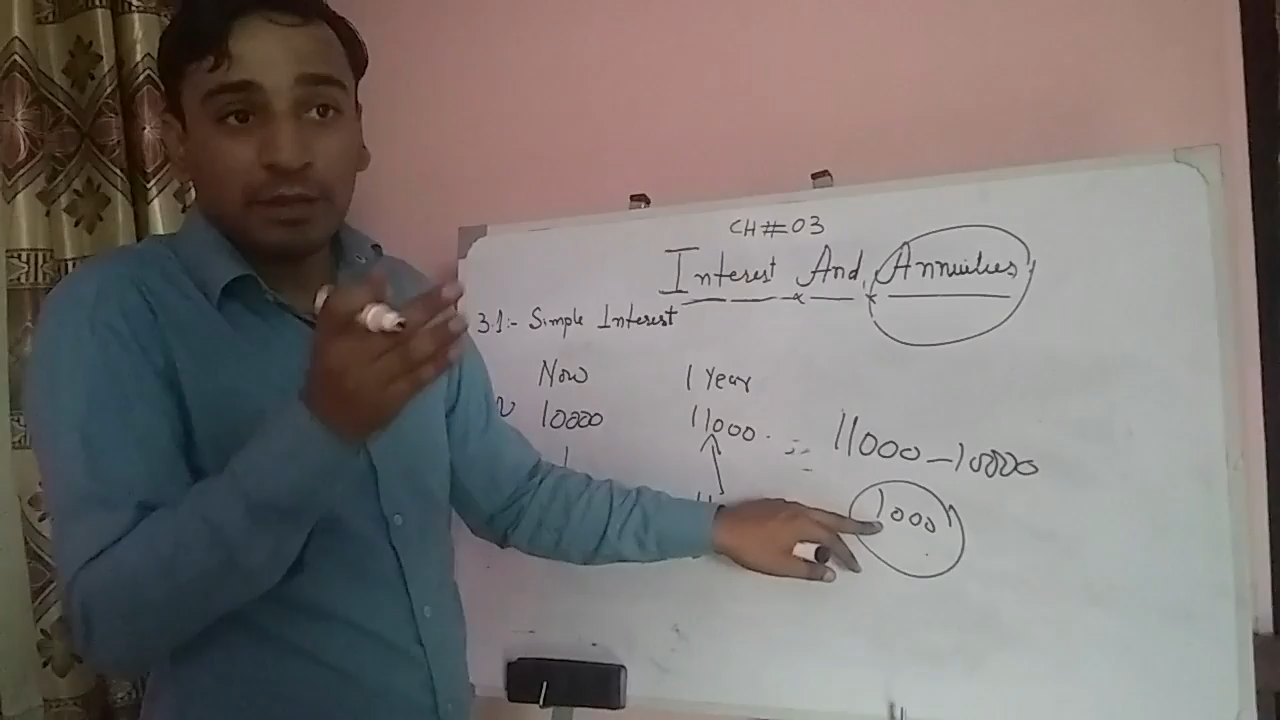 CH#03
Interest And Annuities
3.1:- Simple Interest
Now 1 Year
10000 11000 = 11000-10000
1000